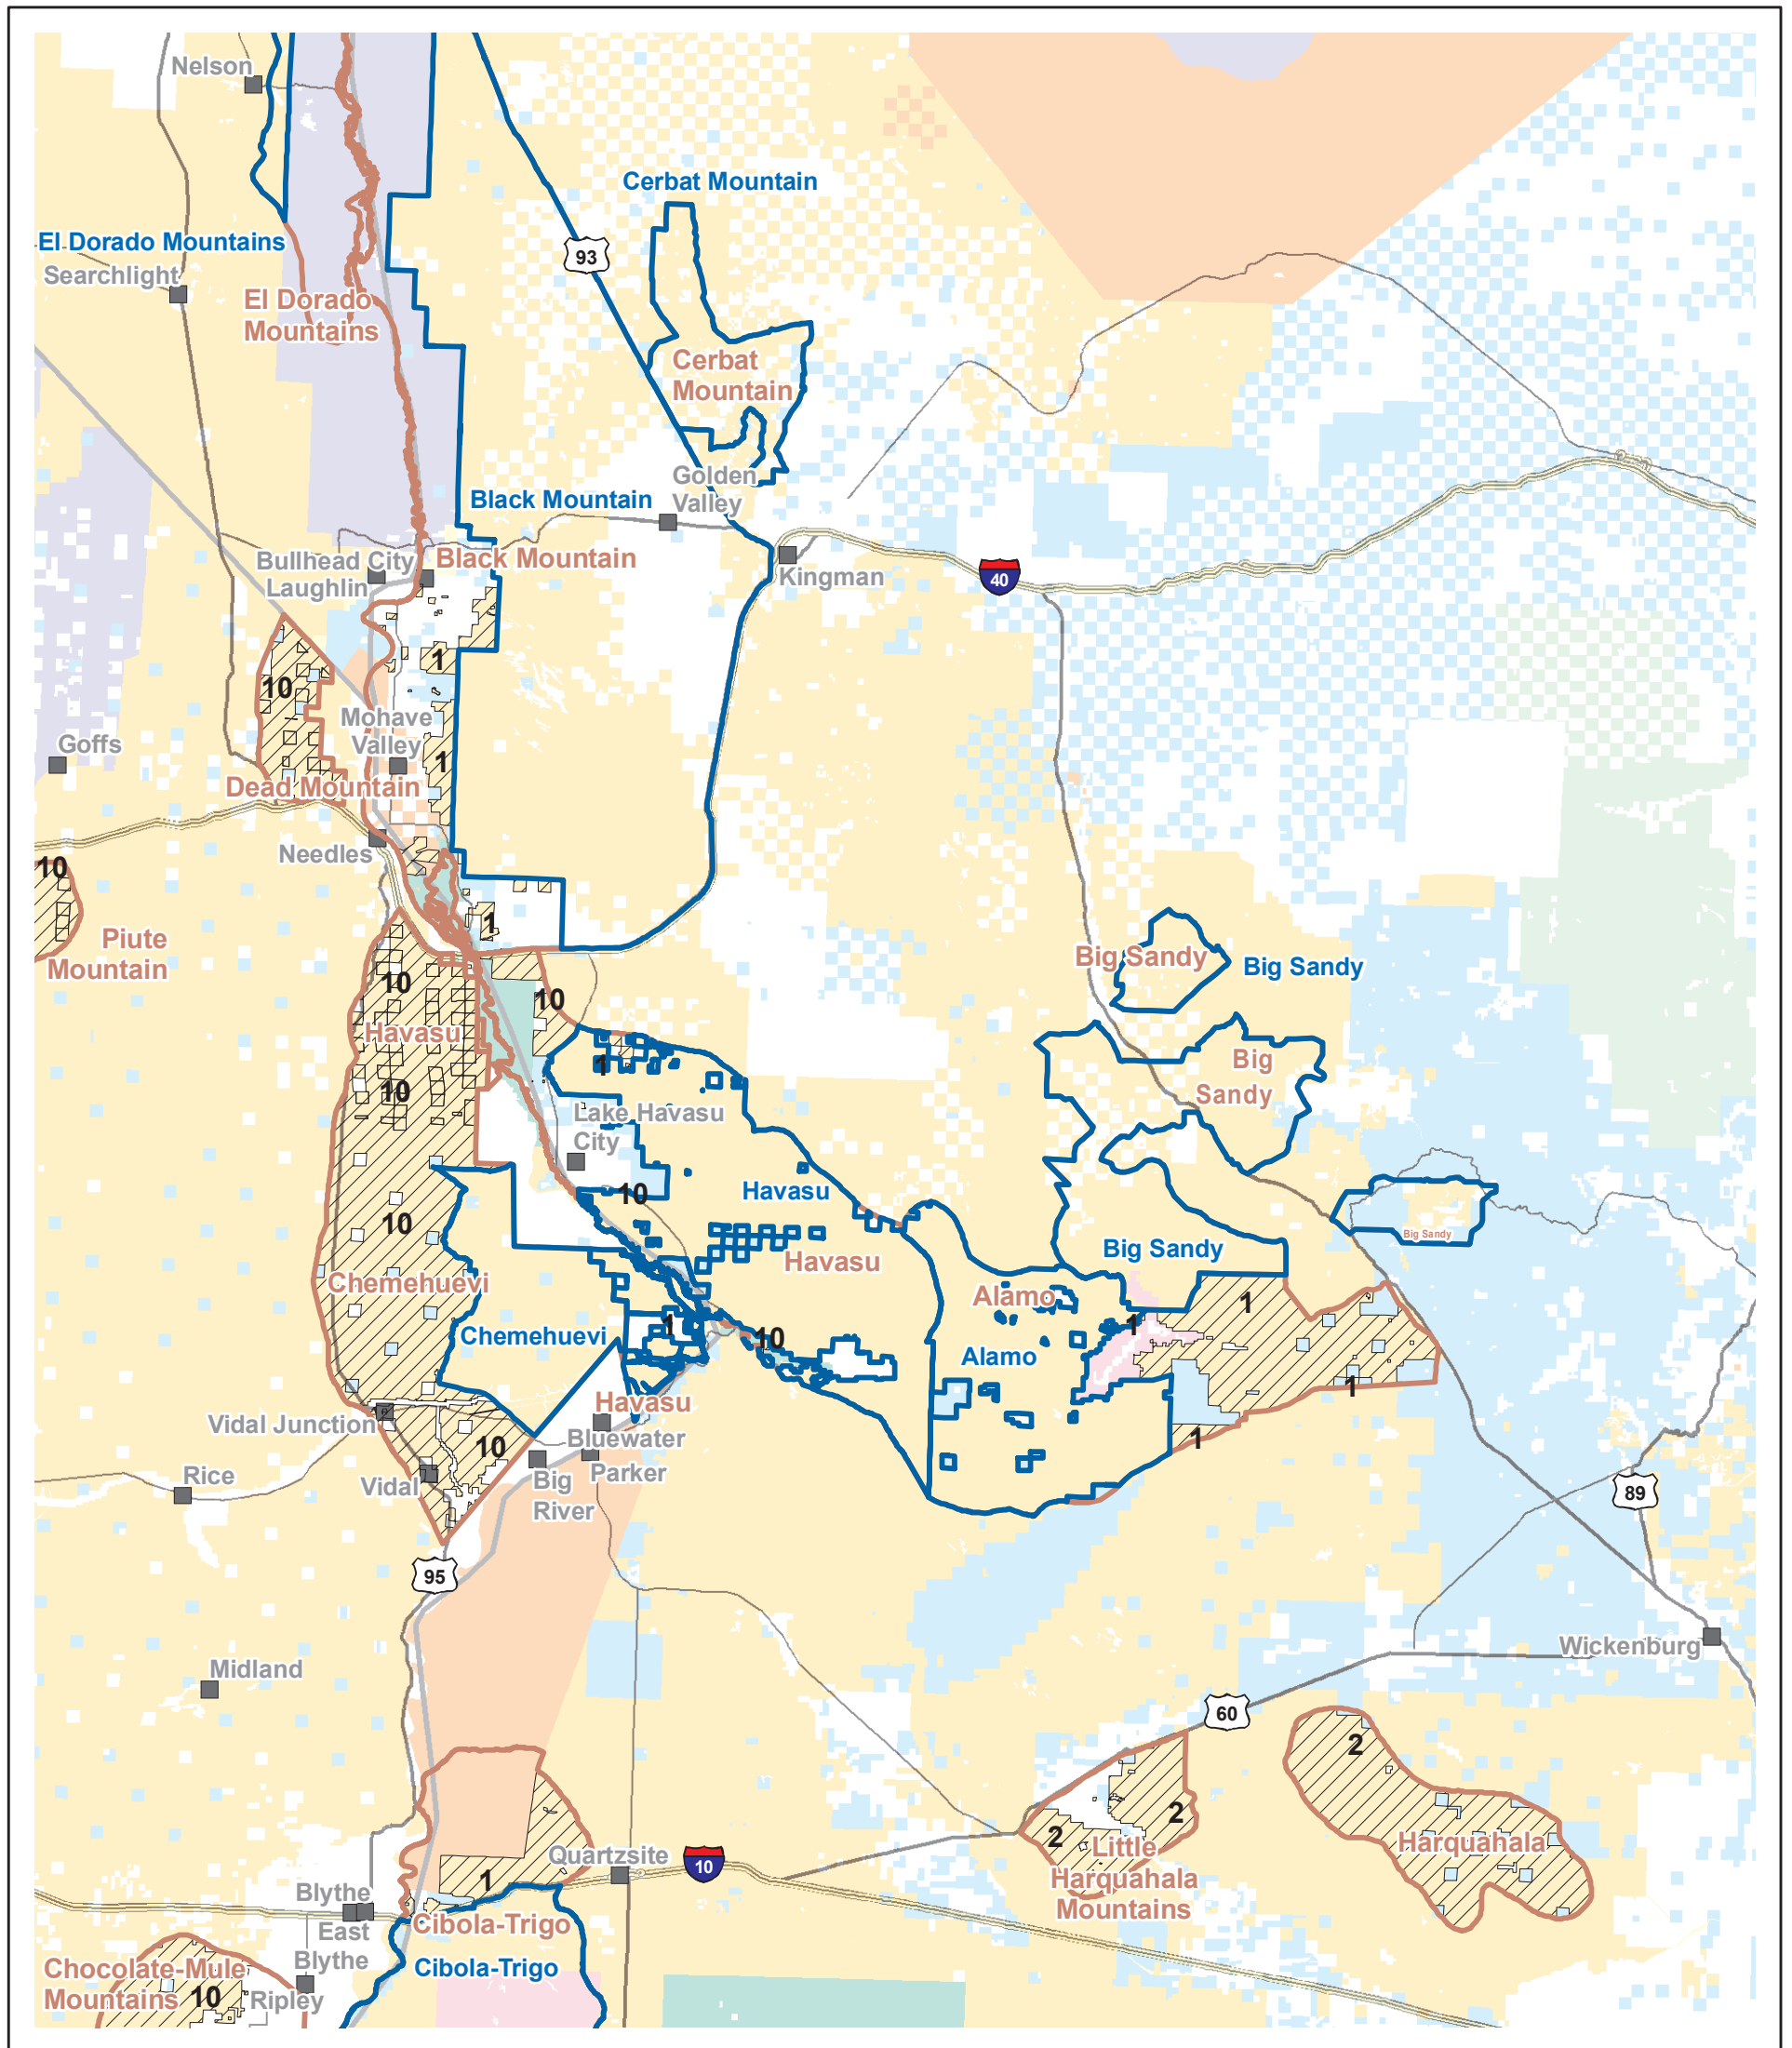 Nelson
Cerbat Mountain
El Dorado Mountains
93
Searchlight
El Dorado
Mountains
Cerbat
Mountain
Golden
Valley
Black Mountain
Bullhead City
Black Mountain
Laughlin
Kingman
40
1
10
Mohave
Valley
Goffs
1
Dead Mountain
Needles
10
1
Piute
Mountain
Big Sandy
Big Sandy
10
10
Havasu
1
Big
Sandy
10
Lake Havasu
City
10
Havasu
10
Big Sandy
Big Sandy
Havasu
Chemehuevi
Alamo
1
1
1
10
Chemehuevi
Alamo
1
Havasu
Vidal Junction
Bluewater
10
1
Rice
Vidal
Big
River
Parker
89
95
Wickenburg
Midland
60
2
2
2
Little
Harquahala
Mountains
Harquahala
Quartzsite
10
1
Blythe
East
Blythe
Cibola-Trigo
Cibola-Trigo
Chocolate-Mule
Mountains
10
Ripley